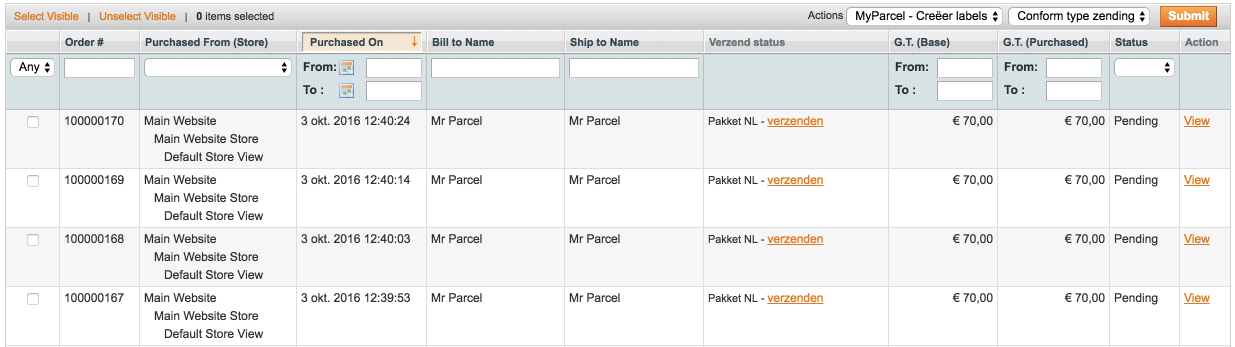 Select Visible | Unselect Visible | 0 items selected Actions MyParcel - Creëer labels Conform type zending Submit
Order # Purchased From (Store) Purchased On Bill to Name Ship to Name Verzend status G.T. (Base) G.T. (Purchased) Status Action
Any From: From: From:
To : To : To :
100000170 Main Website 3 okt. 2016 12:40:24 Mr Parcel Mr Parcel Pakket NL - verzenden € 70,00 € 70,00 Pending View
Main Website Store
Default Store View
100000169 Main Website 3 okt. 2016 12:40:14 Mr Parcel Mr Parcel Pakket NL - verzenden € 70,00 € 70,00 Pending View
Main Website Store
Default Store View
100000168 Main Website 3 okt. 2016 12:40:03 Mr Parcel Mr Parcel Pakket NL - verzenden € 70,00 € 70,00 Pending View
Main Website Store
Default Store View
100000167 Main Website 3 okt. 2016 12:39:53 Mr Parcel Mr Parcel Pakket NL - verzenden € 70,00 € 70,00 Pending View
Main Website Store
Default Store View